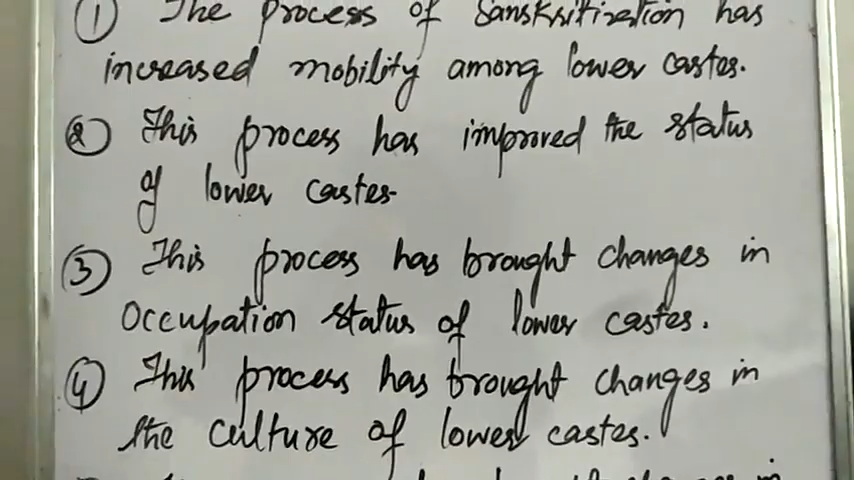 ① The process of Sanskritization has
increased mobility among lower castes.
② This process has improved the status
of lower castes.
③ This process has brought changes in
Occupation status of lower castes.
④ This process has brought changes in
the culture of lower castes.
changes in